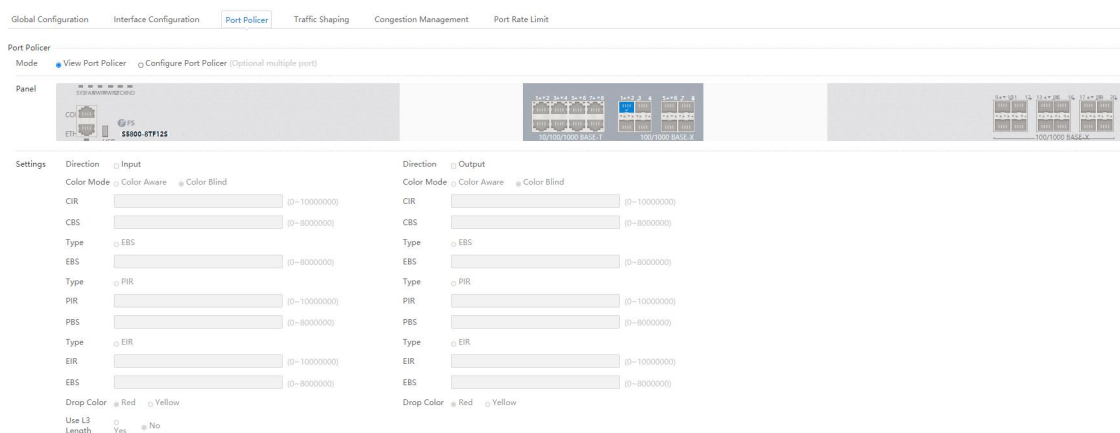 Global Configuration Interface Configuration Port Policer Traffic Shaping Congestion Management Port Rate Limit
Port Policer
Mode View Port Policer Configure Port Policer (Optional multiple port)
Panel
FS
S5800-8TF12S
10/100/1000 BASE-T 100/1000 BASE-X 100/1000 BASE-X
Settings Direction Input Direction Output
Color Mode Color Aware Color Blind Color Mode Color Aware Color Blind
CIR (0~10000000) CIR (0~10000000)
CBS (0~8000000) CBS (0~8000000)
Type EBS Type EBS
EBS (0~8000000) EBS (0~8000000)
Type PIR Type PIR
PIR (0~10000000) PIR (0~10000000)
PBS (0~8000000) PBS (0~8000000)
Type EIR Type EIR
EIR (0~10000000) EIR (0~10000000)
EBS (0~8000000) EBS (0~8000000)
Drop Color Red Yellow Drop Color Red Yellow
Use L3 Length Yes No